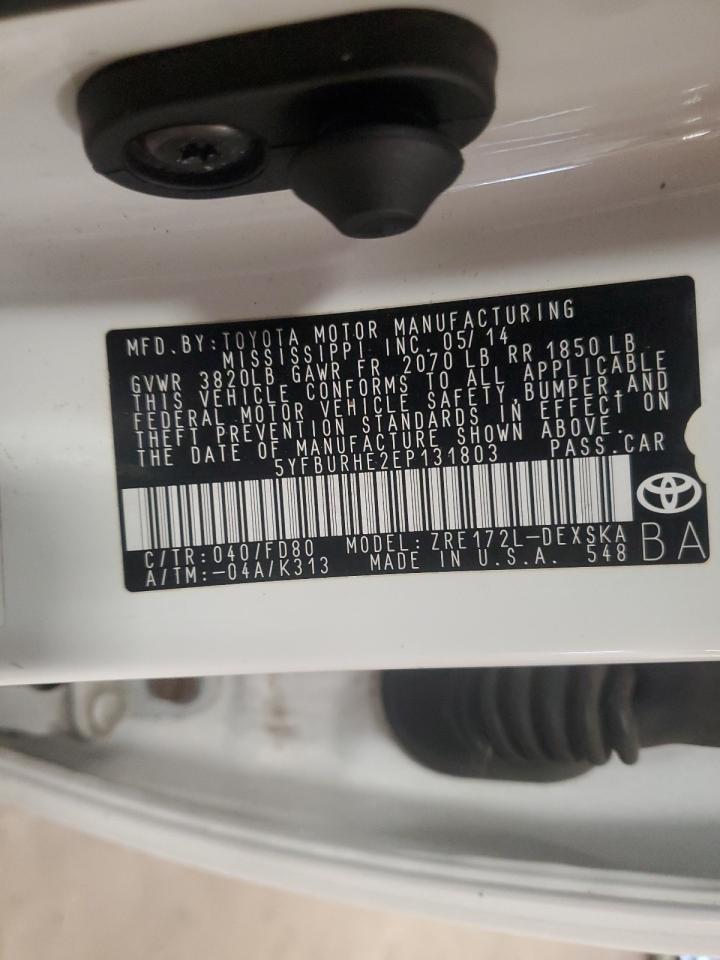 MFD.BY:TOYOTA MOTOR MANUFACTURING
MISSISSIPPI INC. 05/14
GVWR 3820LB GAWR FR 2070 LB RR 1850 LB
THIS VEHICLE CONFORMS TO ALL APPLICABLE
FEDERAL MOTOR VEHICLE SAFETY,BUMPER,AND
THEFT PREVENTION STANDARDS IN EFFECT ON
THE DATE OF MANUFACTURE SHOWN ABOVE.
5YFBURHE2EP131803 PASS.CAR
C/TR:040/FD80 MODEL: ZRE172L-DEXSKA
A/TM:-04A/K313 MADE IN U.S.A. 548
BA